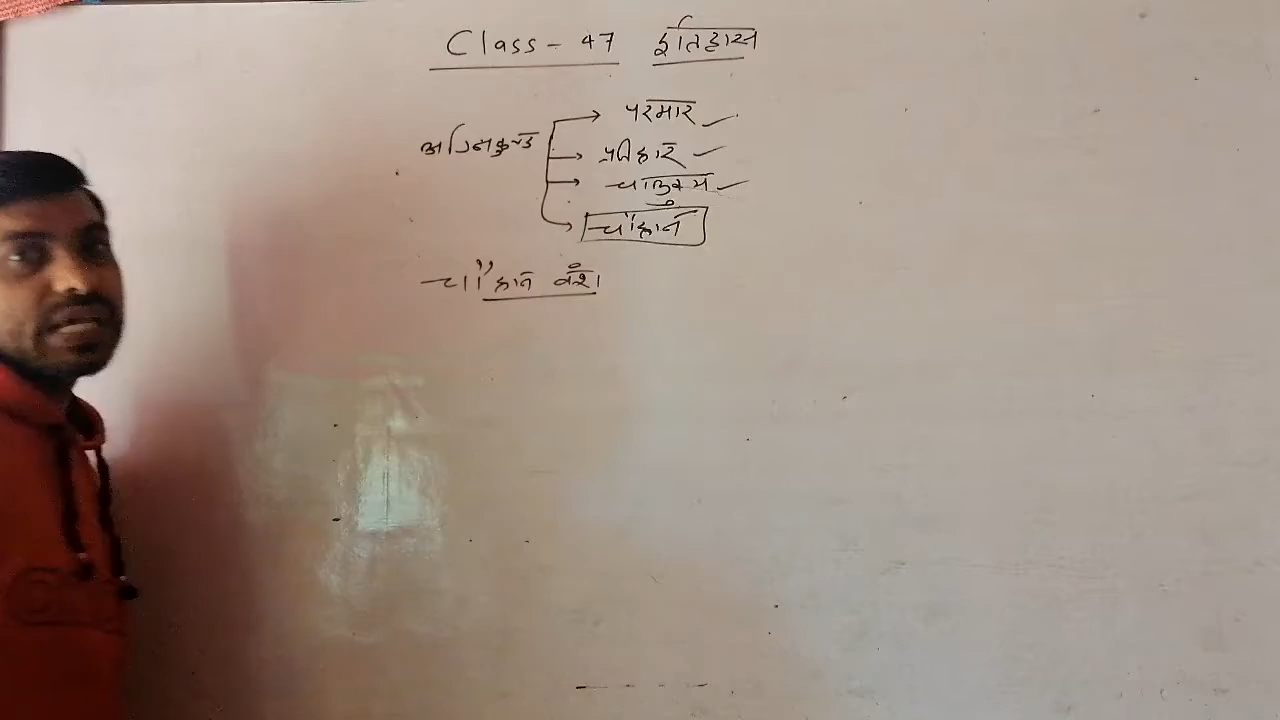 Class - 47 इतिहास
परमार
अग्निकुण्ड
प्रतिहार
चालुक्य
चौंहान
चौंहान वंश